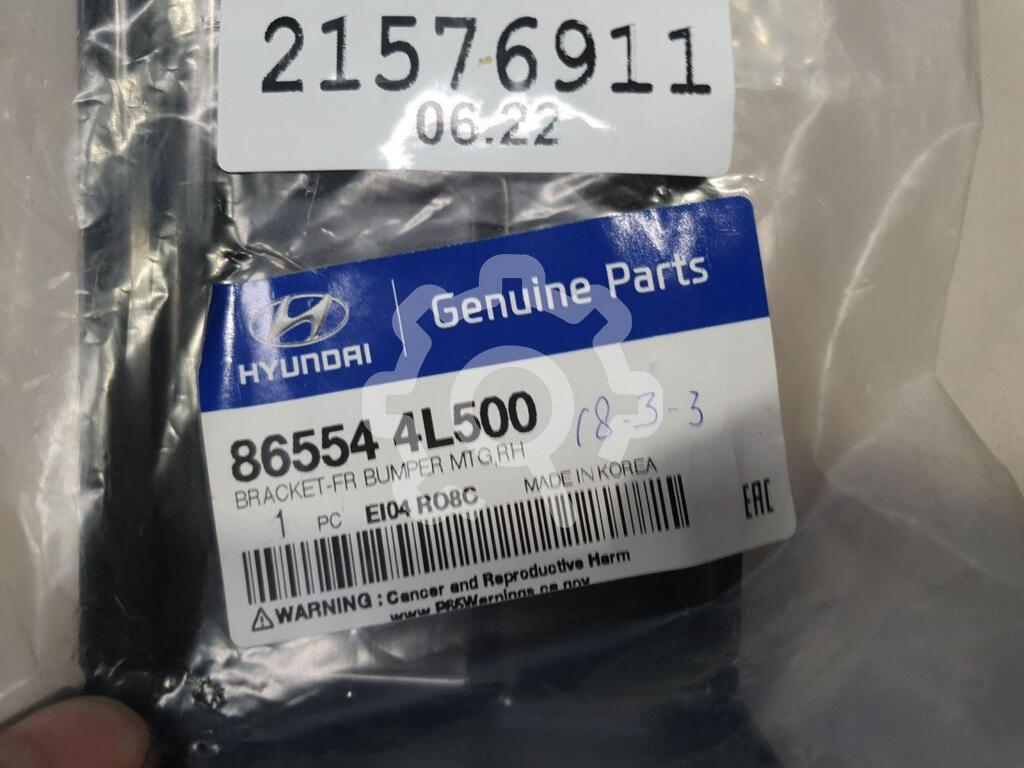 21576911
06.22
HYUNDAI
Genuine Parts
86554 4L500
18-3-3
BRACKET-FR BUMPER MTG,RH
1 PC EI04 RO8C MADE IN KOREA
EAC
WARNING : Cancer and Reproductive Harm
www.P65Warnings.ca.gov